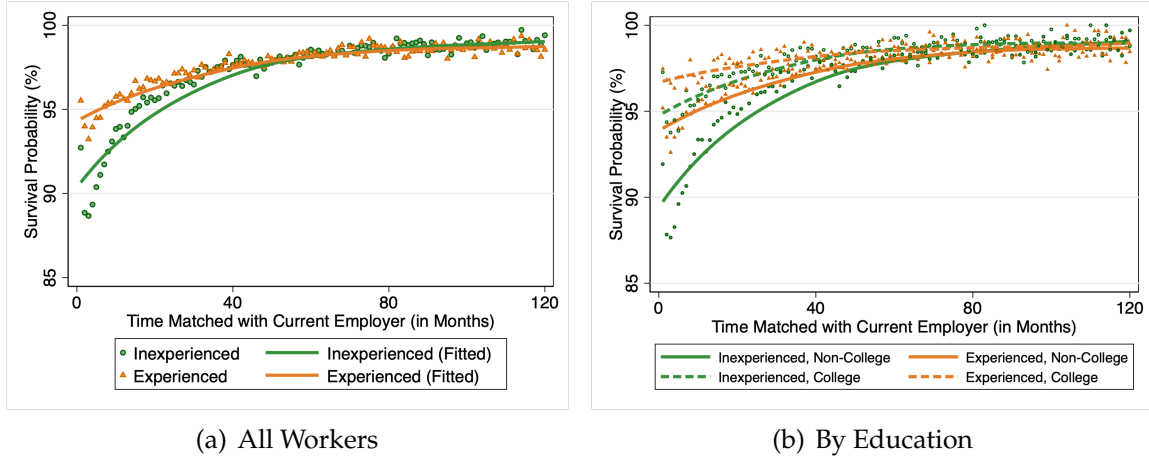 Survival Probability (%)
100
95
90
85
0 40 80 120
Time Matched with Current Employer (in Months)
Inexperienced Inexperienced (Fitted)
Experienced Experienced (Fitted)
(a) All Workers
Survival Probability (%)
100
95
90
85
0 40 80 120
Time Matched with Current Employer (in Months)
Inexperienced, Non-College Experienced, Non-College
Inexperienced, College Experienced, College
(b) By Education